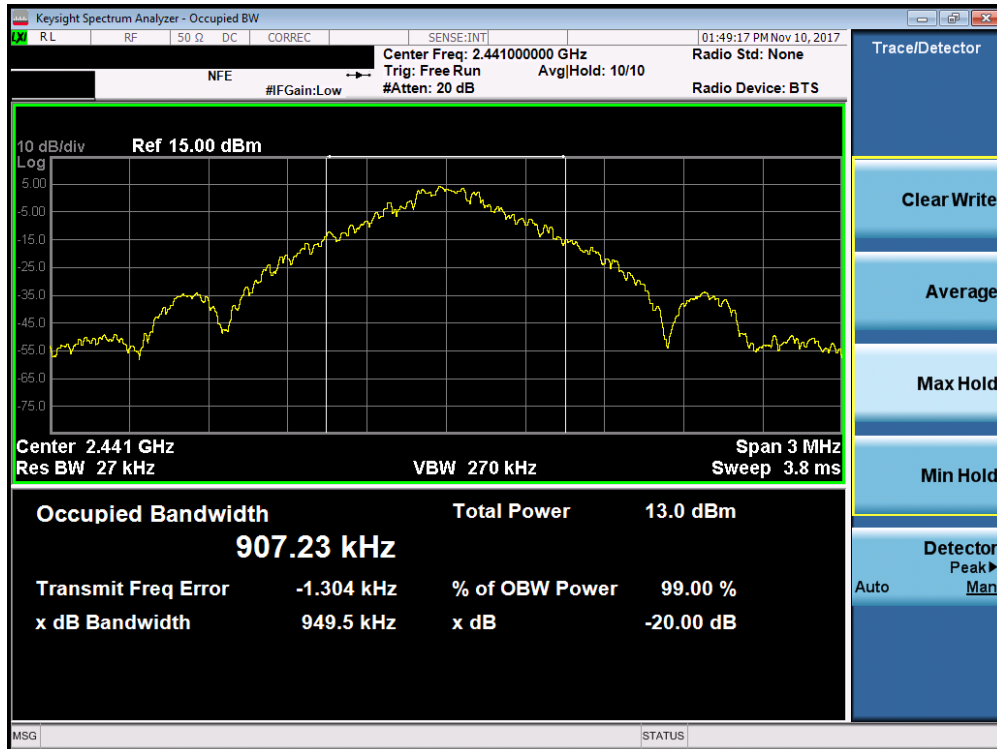 Keysight Spectrum Analyzer - Occupied BW
LXI RL RF 50 Ω DC CORREC SENSE:INT 01:49:17 PM Nov 10, 2017
Center Freq: 2.441000000 GHz Radio Std: None
NFE Trig: Free Run Avg|Hold: 10/10
#IFGain:Low #Atten: 20 dB Radio Device: BTS
Trace/Detector
10 dB/div Ref 15.00 dBm
Log
5.00
-5.00
-15.0
-25.0
-35.0
-45.0
-55.0
-65.0
-75.0
Center 2.441 GHz Span 3 MHz
Res BW 27 kHz VBW 270 kHz Sweep 3.8 ms
Occupied Bandwidth Total Power 13.0 dBm
907.23 kHz
Transmit Freq Error -1.304 kHz % of OBW Power 99.00 %
x dB Bandwidth 949.5 kHz x dB -20.00 dB
Clear Write
Average
Max Hold
Min Hold
Detector
Peak▶
Auto Man
MSG STATUS